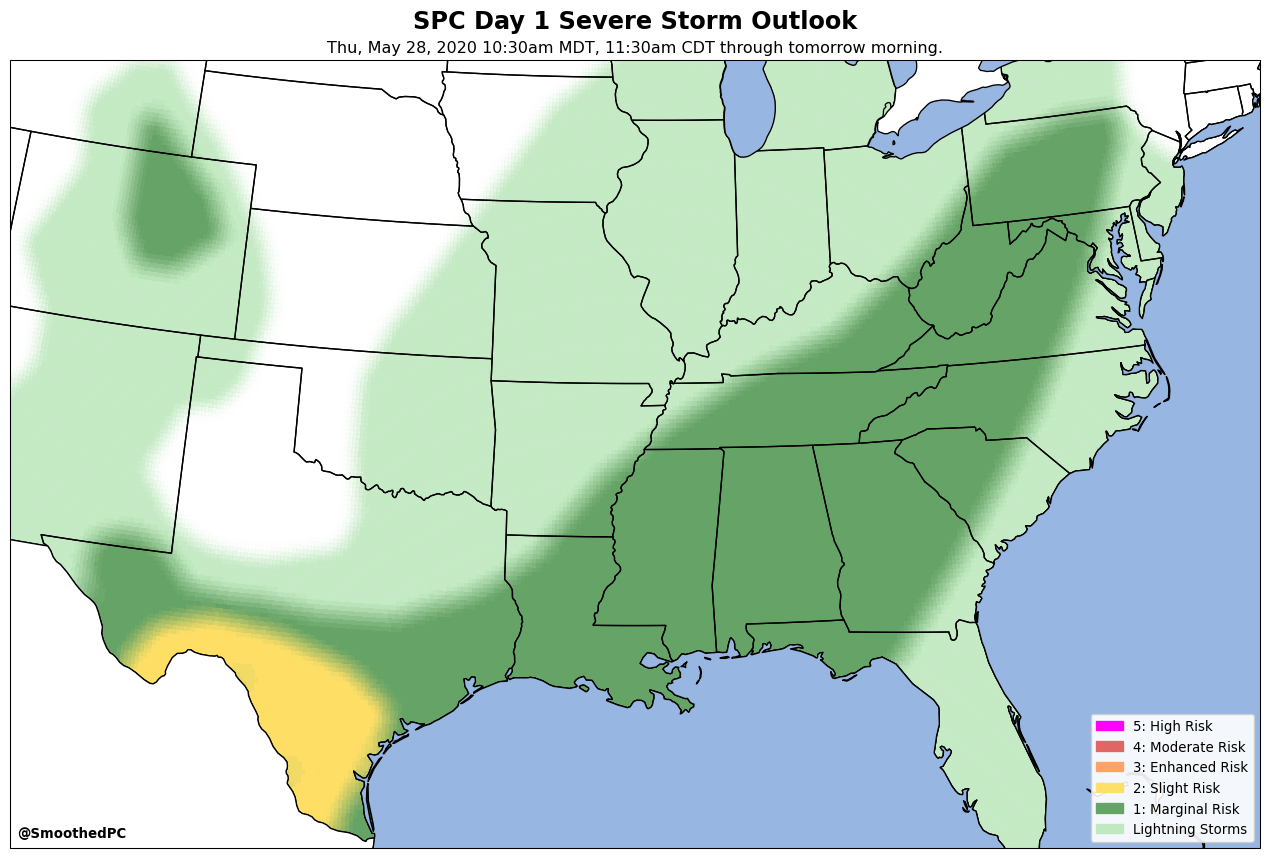 SPC Day 1 Severe Storm Outlook
Thu, May 28, 2020 10:30am MDT, 11:30am CDT through tomorrow morning.
5: High Risk
4: Moderate Risk
3: Enhanced Risk
2: Slight Risk
1: Marginal Risk
Lightning Storms
@SmoothedPC